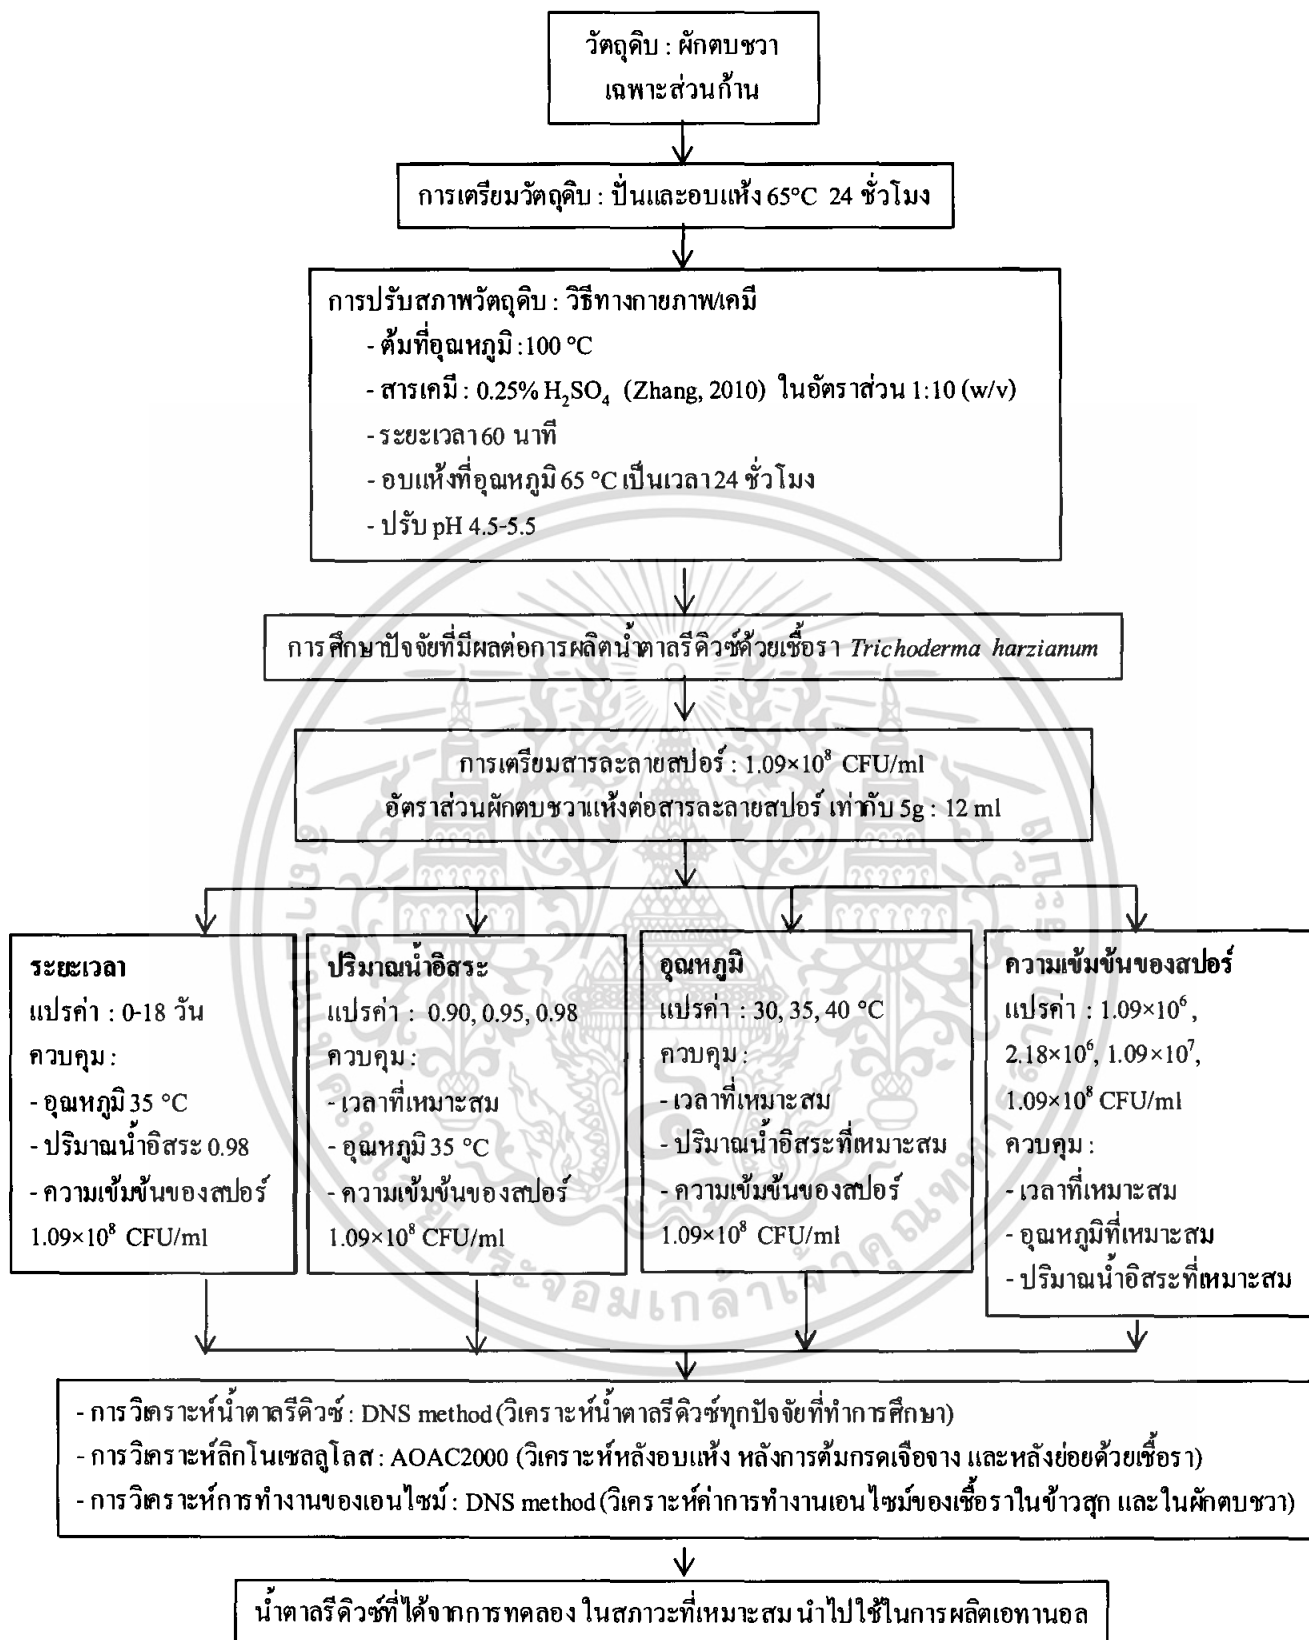 วัตถุดิบ : ผักตบชวา
เฉพาะส่วนก้าน
การเตรียมวัตถุดิบ : ปั่นและอบแห้ง 65°C 24 ชั่วโมง
การปรับสภาพวัตถุดิบ : วิธีทางกายภาพ/เคมี
- ต้มที่อุณหภูมิ :100 °C
- สารเคมี : 0.25% H₂SO₄ (Zhang, 2010) ในอัตราส่วน 1:10 (w/v)
- ระยะเวลา 60 นาที
- อบแห้งที่อุณหภูมิ 65 °C เป็นเวลา 24 ชั่วโมง
- ปรับ pH 4.5-5.5
การศึกษาปัจจัยที่มีผลต่อการผลิตน้ำตาลรีดิวซ์ด้วยเชื้อรา Trichoderma harzianum
การเตรียมสารละลายสปอร์ : 1.09×10⁸ CFU/ml
อัตราส่วนผักตบชวาแห้งต่อสารละลายสปอร์ เท่ากับ 5g : 12 ml
ระยะเวลา
แปรค่า : 0-18 วัน
ควบคุม :
- อุณหภูมิ 35 °C
- ปริมาณน้ำอิสระ 0.98
- ความเข้มข้นของสปอร์
1.09×10⁸ CFU/ml
ปริมาณน้ำอิสระ
แปรค่า : 0.90, 0.95, 0.98
ควบคุม :
- เวลาที่เหมาะสม
- อุณหภูมิ 35 °C
- ความเข้มข้นของสปอร์
1.09×10⁸ CFU/ml
อุณหภูมิ
แปรค่า : 30, 35, 40 °C
ควบคุม :
- เวลาที่เหมาะสม
- ปริมาณน้ำอิสระที่เหมาะสม
- ความเข้มข้นของสปอร์
1.09×10⁸ CFU/ml
ความเข้มข้นของสปอร์
แปรค่า : 1.09×10⁶,
2.18×10⁶, 1.09×10⁷,
1.09×10⁸ CFU/ml
ควบคุม :
- เวลาที่เหมาะสม
- อุณหภูมิที่เหมาะสม
- ปริมาณน้ำอิสระที่เหมาะสม
- การวิเคราะห์น้ำตาลรีดิวซ์ : DNS method (วิเคราะห์น้ำตาลรีดิวซ์ทุกปัจจัยที่ทำการศึกษา)
- การวิเคราะห์ลิกโนเซลลูโลส : AOAC2000 (วิเคราะห์หลังอบแห้ง หลังการต้มกรดเจือจาง และหลังย่อยด้วยเชื้อรา)
- การวิเคราะห์การทำงานของเอนไซม์ : DNS method (วิเคราะห์ค่าการทำงานเอนไซม์ของเชื้อราในข้าวสุก และในผักตบชวา)
น้ำตาลรีดิวซ์ที่ได้จากการทดลอง ในสภาวะที่เหมาะสม นำไปใช้ในการผลิตเอทานอล